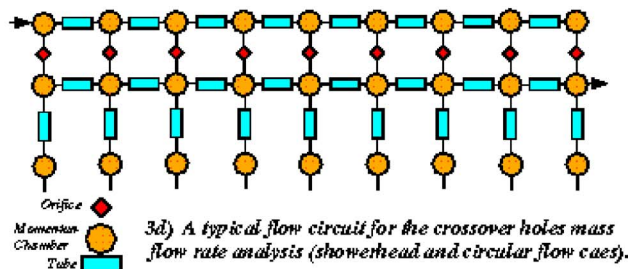 Orifice
Momentum
Chamber
Tube
3d) A typical flow circuit for the crossover holes mass
flow rate analysis (showerhead and circular flow caes).